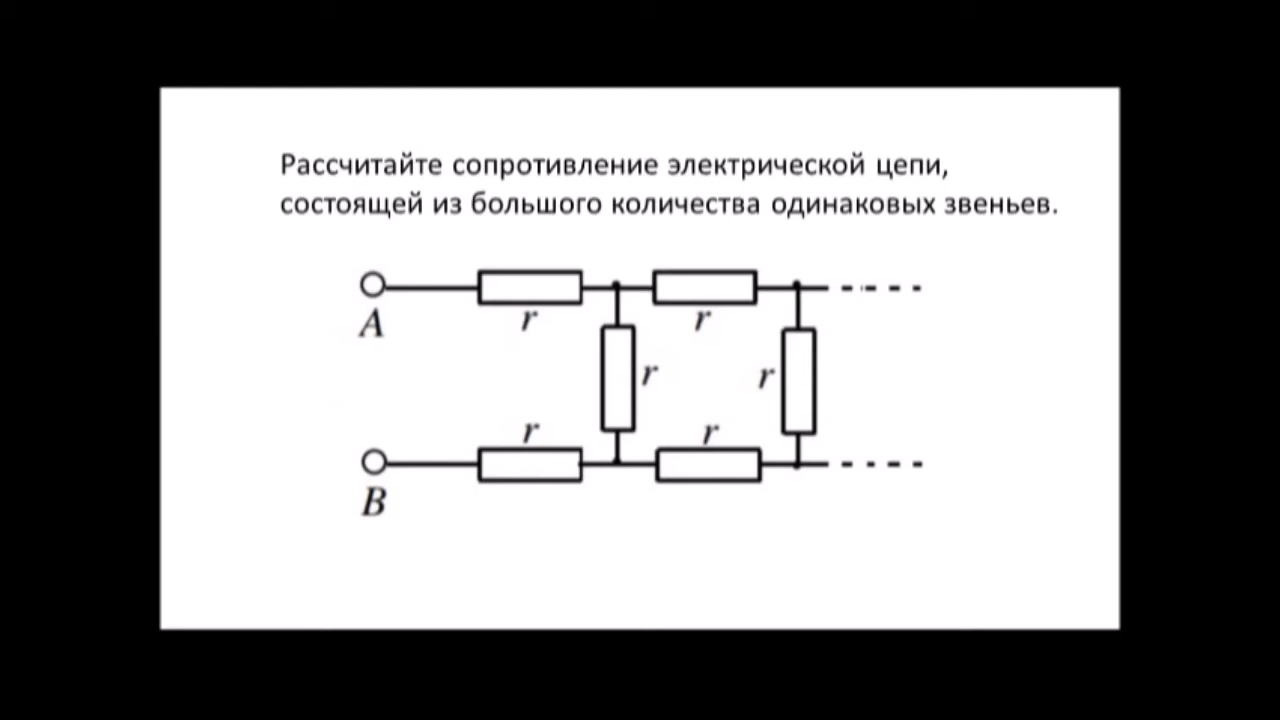 Рассчитайте сопротивление электрической цепи,
состоящей из большого количества одинаковых звеньев.
A
r
r
r
r
r
r
B